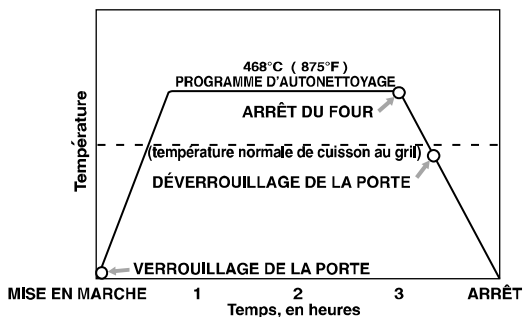 468°C ( 875°F )
PROGRAMME D'AUTONETTOYAGE
ARRÊT DU FOUR
(température normale de cuisson au gril)
DÉVERROUILLAGE DE LA PORTE
VERROUILLAGE DE LA PORTE
Température
MISE EN MARCHE 1 2 3 ARRÊT
Temps, en heures